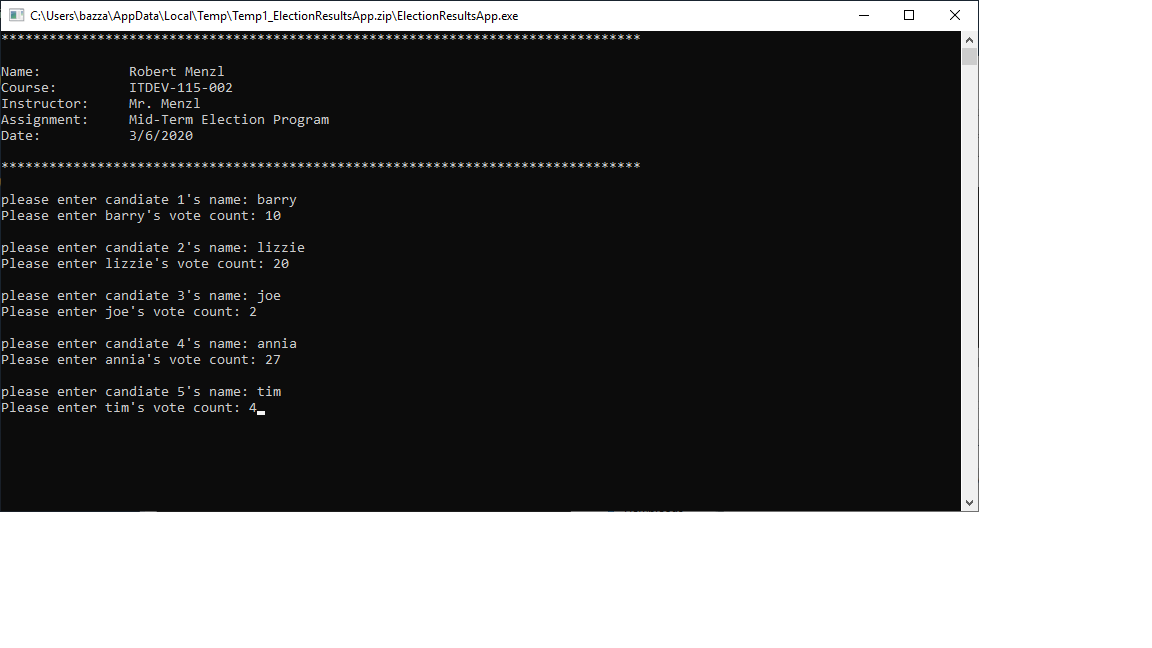 C:\Users\bazza\AppData\Local\Temp\Temp1_ElectionResultsApp.zip\ElectionResultsApp.exe
********************************************************************************
Name: Robert Menzl
Course: ITDEV-115-002
Instructor: Mr. Menzl
Assignment: Mid-Term Election Program
Date: 3/6/2020
********************************************************************************
please enter candiate 1's name: barry
Please enter barry's vote count: 10
please enter candiate 2's name: lizzie
Please enter lizzie's vote count: 20
please enter candiate 3's name: joe
Please enter joe's vote count: 2
please enter candiate 4's name: annia
Please enter annia's vote count: 27
please enter candiate 5's name: tim
Please enter tim's vote count: 4